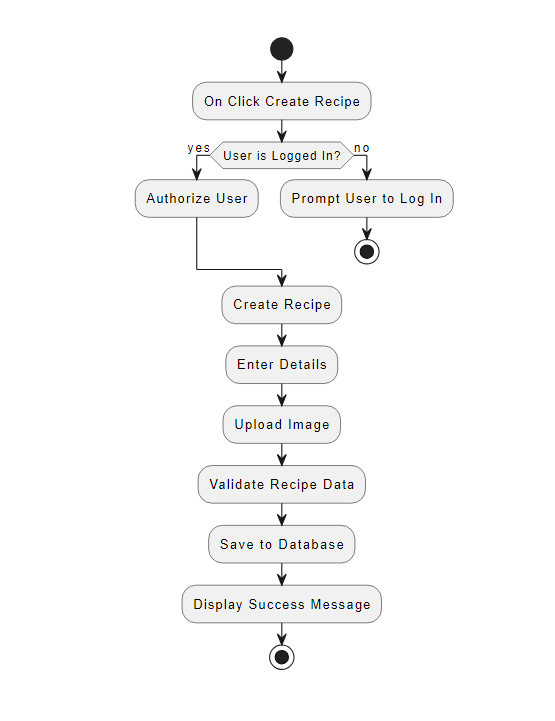 On Click Create Recipe
yes
User is Logged In?
no
Authorize User
Prompt User to Log In
Create Recipe
Enter Details
Upload Image
Validate Recipe Data
Save to Database
Display Success Message